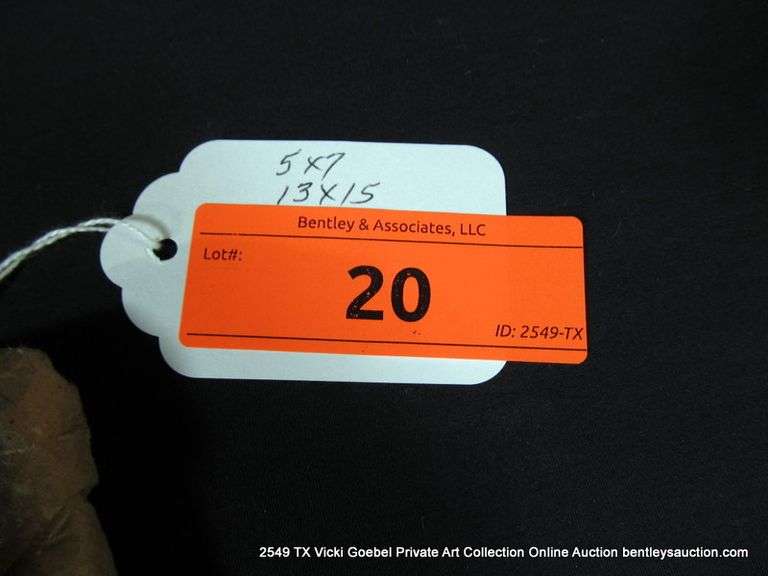 5x7
13x15
Bentley & Associates, LLC
Lot#:
20
ID: 2549-TX
2549 TX Vicki Goebel Private Art Collection Online Auction bentleysauction.com